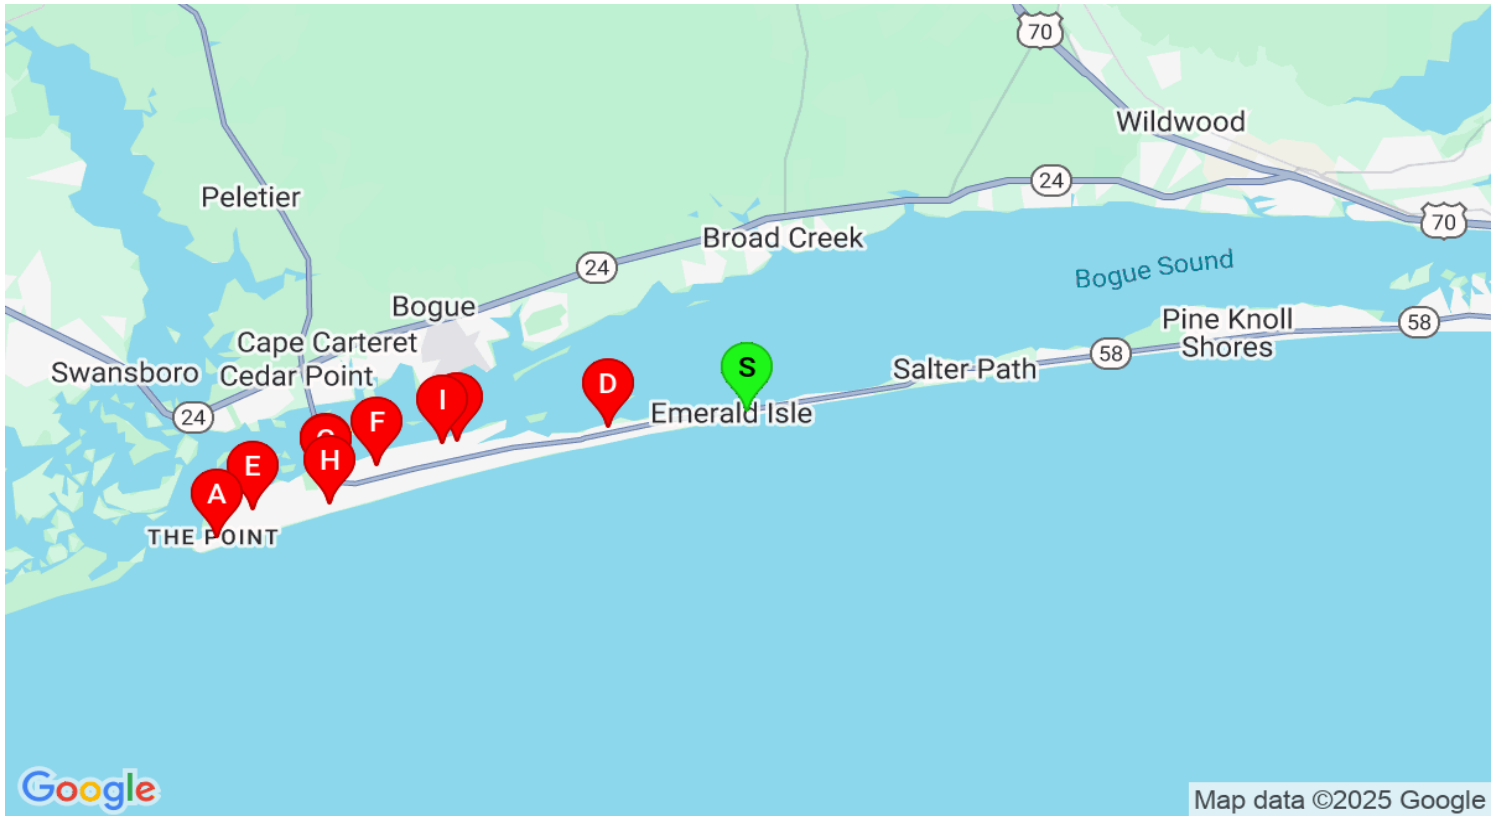 70
Wildwood
24
Peletier
70
Broad Creek
24
Bogue Sound
Bogue
Pine Knoll
Shores
58
Cape Carteret
58
Swansboro
Cedar Point
Salter Path
S
D
I
24
Emerald Isle
F
H
E
A
THE POINT
Google
Map data ©2025 Google